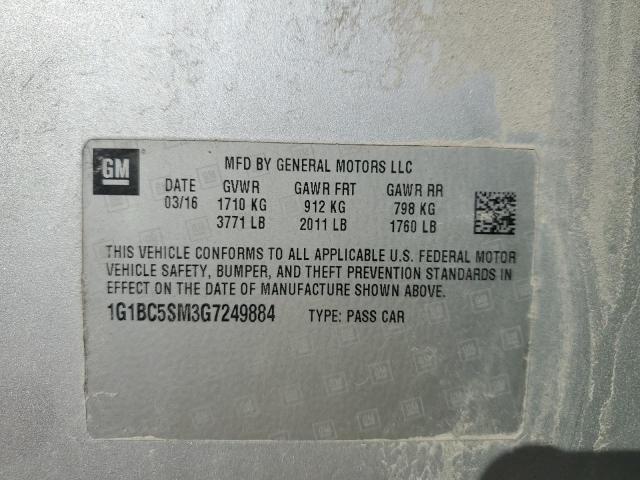 GM ® MFD BY GENERAL MOTORS LLC
DATE GVWR GAWR FRT GAWR RR
03/16 1710 KG 912 KG 798 KG
3771 LB 2011 LB 1760 LB
THIS VEHICLE CONFORMS TO ALL APPLICABLE U.S. FEDERAL MOTOR
VEHICLE SAFETY, BUMPER, AND THEFT PREVENTION STANDARDS IN
EFFECT ON THE DATE OF MANUFACTURE SHOWN ABOVE.
1G1BC5SM3G7249884 TYPE: PASS CAR